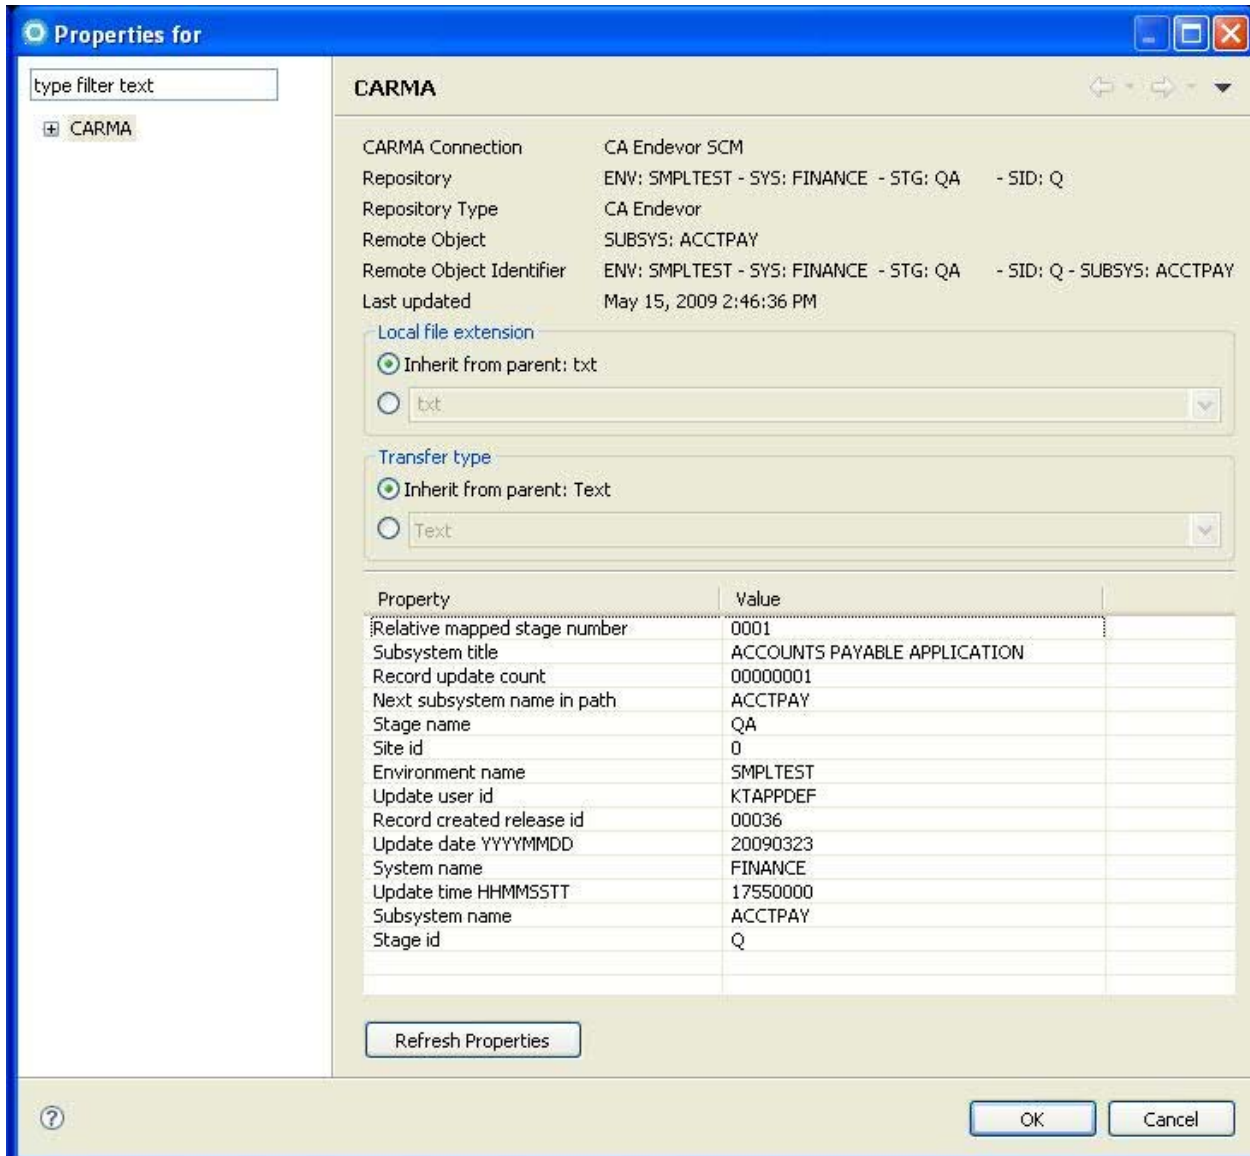 Properties for
type filter text
CARMA
CARMA
CARMA Connection CA Endevor SCM
Repository ENV: SMPLTEST - SYS: FINANCE - STG: QA - SID: Q
Repository Type CA Endevor
Remote Object SUBSYS: ACCTPAY
Remote Object Identifier ENV: SMPLTEST - SYS: FINANCE - STG: QA - SID: Q - SUBSYS: ACCTPAY
Last updated May 15, 2009 2:46:36 PM
Local file extension
Inherit from parent: txt
txt
Transfer type
Inherit from parent: Text
Text
Property Value
Relative mapped stage number 0001
Subsystem title ACCOUNTS PAYABLE APPLICATION
Record update count 00000001
Next subsystem name in path ACCTPAY
Stage name QA
Site id 0
Environment name SMPLTEST
Update user id KTAPPDEF
Record created release id 00036
Update date YYYYMMDD 20090323
System name FINANCE
Update time HHMMSSTT 17550000
Subsystem name ACCTPAY
Stage id Q
Refresh Properties
OK Cancel